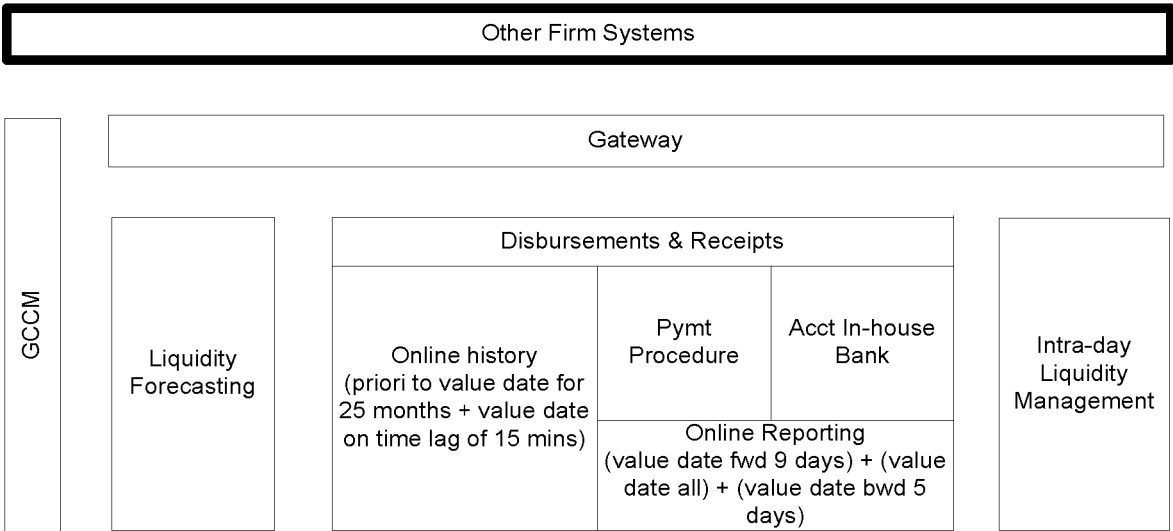 Other Firm Systems
Gateway
GCCM
Liquidity
Forecasting
Disbursements & Receipts
Online history
(priori to value date for
25 months + value date
on time lag of 15 mins)
Pymt
Procedure
Acct In-house
Bank
Online Reporting
(value date fwd 9 days) + (value
date all) + (value date bwd 5
days)
Intra-day
Liquidity
Management